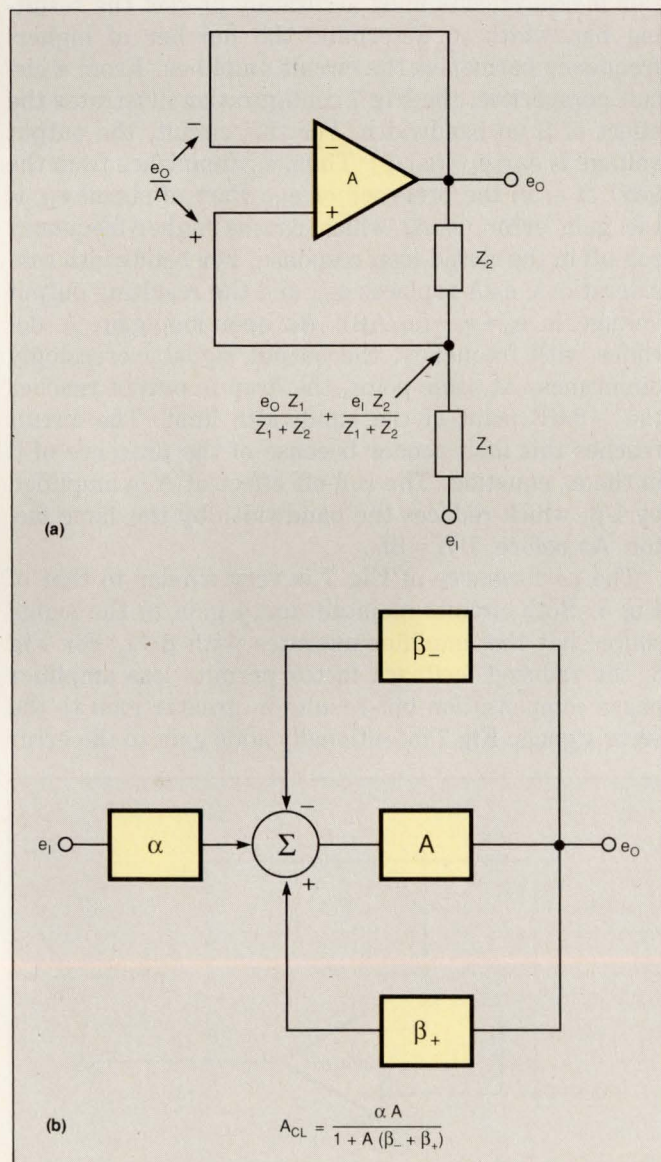 −
e_O
A
+
−
A
+
e_O
Z_2
e_O Z_1 / (Z_1 + Z_2) + e_I Z_2 / (Z_1 + Z_2)
Z_1
(a)
e_I
β_−
−
e_I
α
Σ
A
e_O
+
β_+
(b)
A_CL = α A / (1 + A (β_− + β_+))